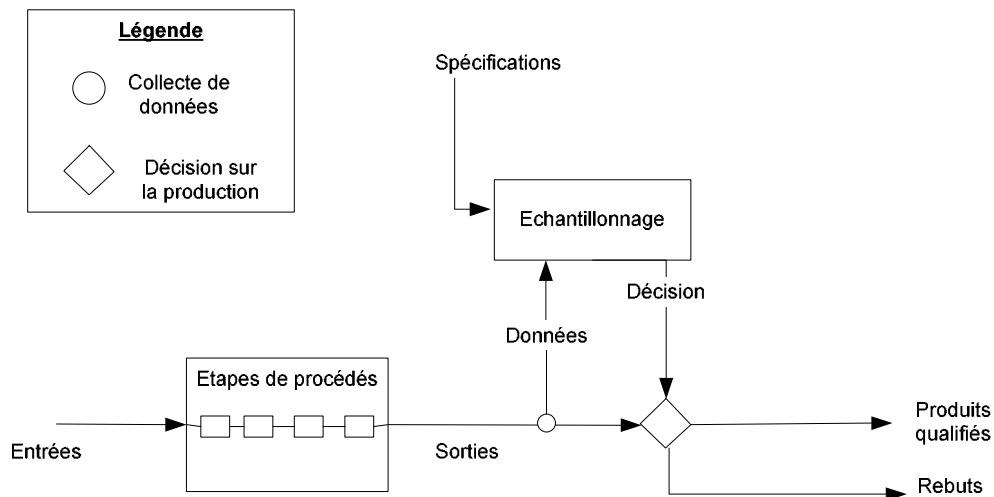 Légende
Collecte de
données
Décision sur
la production
Spécifications
Echantillonnage
Décision
Données
Etapes de procédés
Entrées
Sorties
Produits
qualifiés
Rebuts